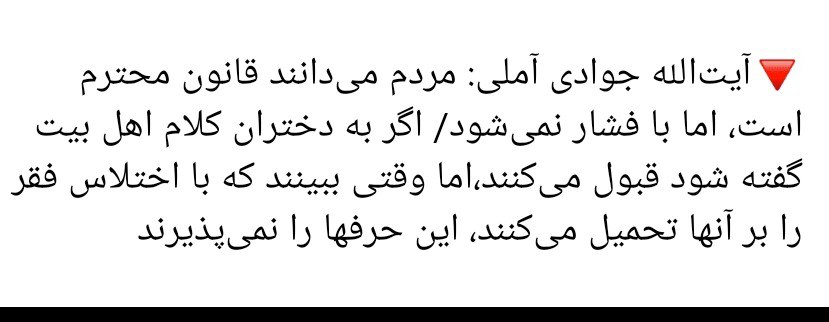 🔻آیت‌الله جوادی آملی: مردم می‌دانند قانون محترم
است، اما با فشار نمی‌شود/ اگر به دختران کلام اهل بیت
گفته شود قبول می‌کنند،اما وقتی ببینند که با اختلاس فقر
را بر آنها تحمیل می‌کنند، این حرفها را نمی‌پذیرند